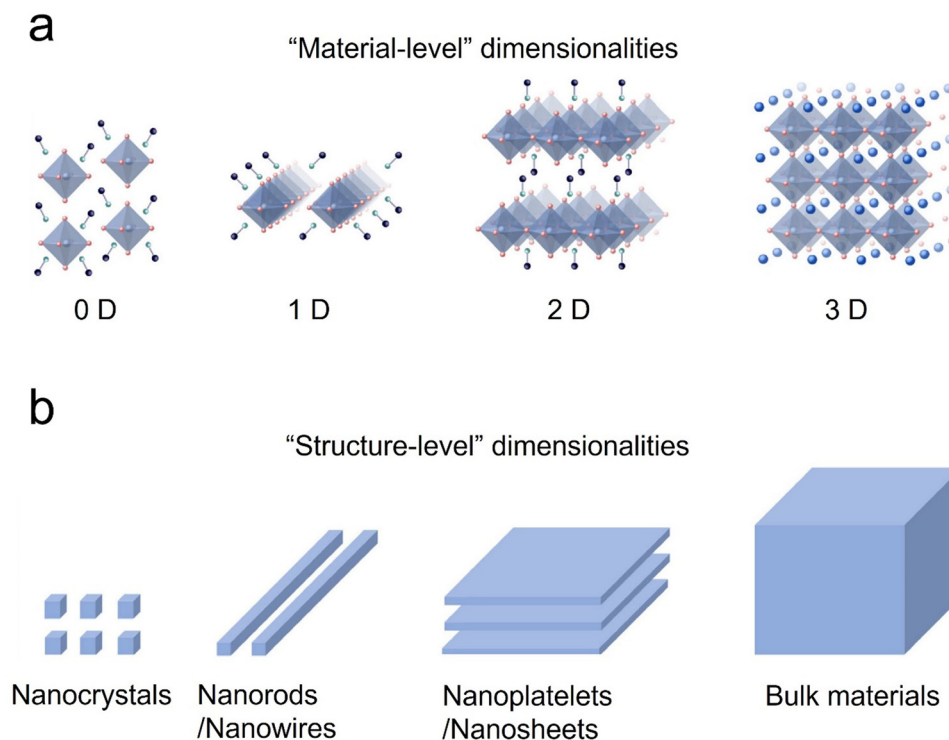 a
“Material-level” dimensionalities
0 D
1 D
2 D
3 D
b
“Structure-level” dimensionalities
Nanocrystals
Nanorods
/Nanowires
Nanoplatelets
/Nanosheets
Bulk materials